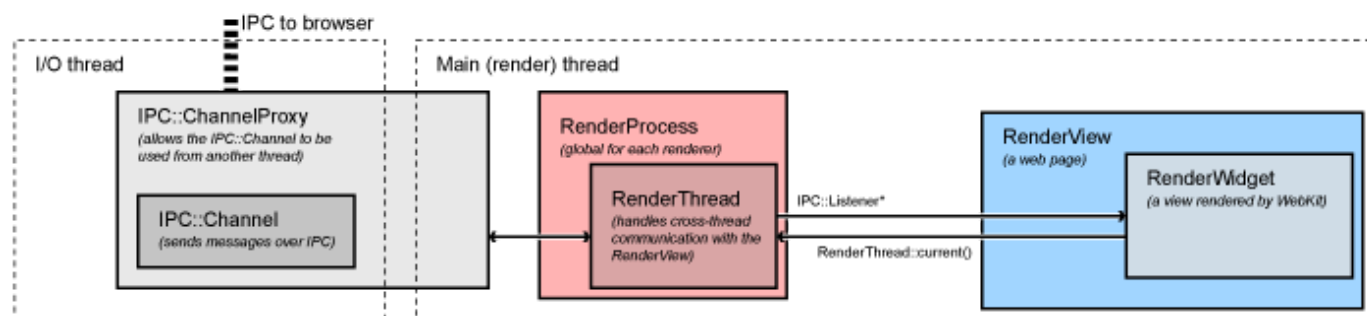 IPC to browser
I/O thread
Main (render) thread
IPC::ChannelProxy
(allows the IPC::Channel to be
used from another thread)
IPC::Channel
(sends messages over IPC)
RenderProcess
(global for each renderer)
RenderThread
(handles cross-thread
communication with the
RenderView)
IPC::Listener*
RenderThread::current()
RenderView
(a web page)
RenderWidget
(a view rendered by WebKit)